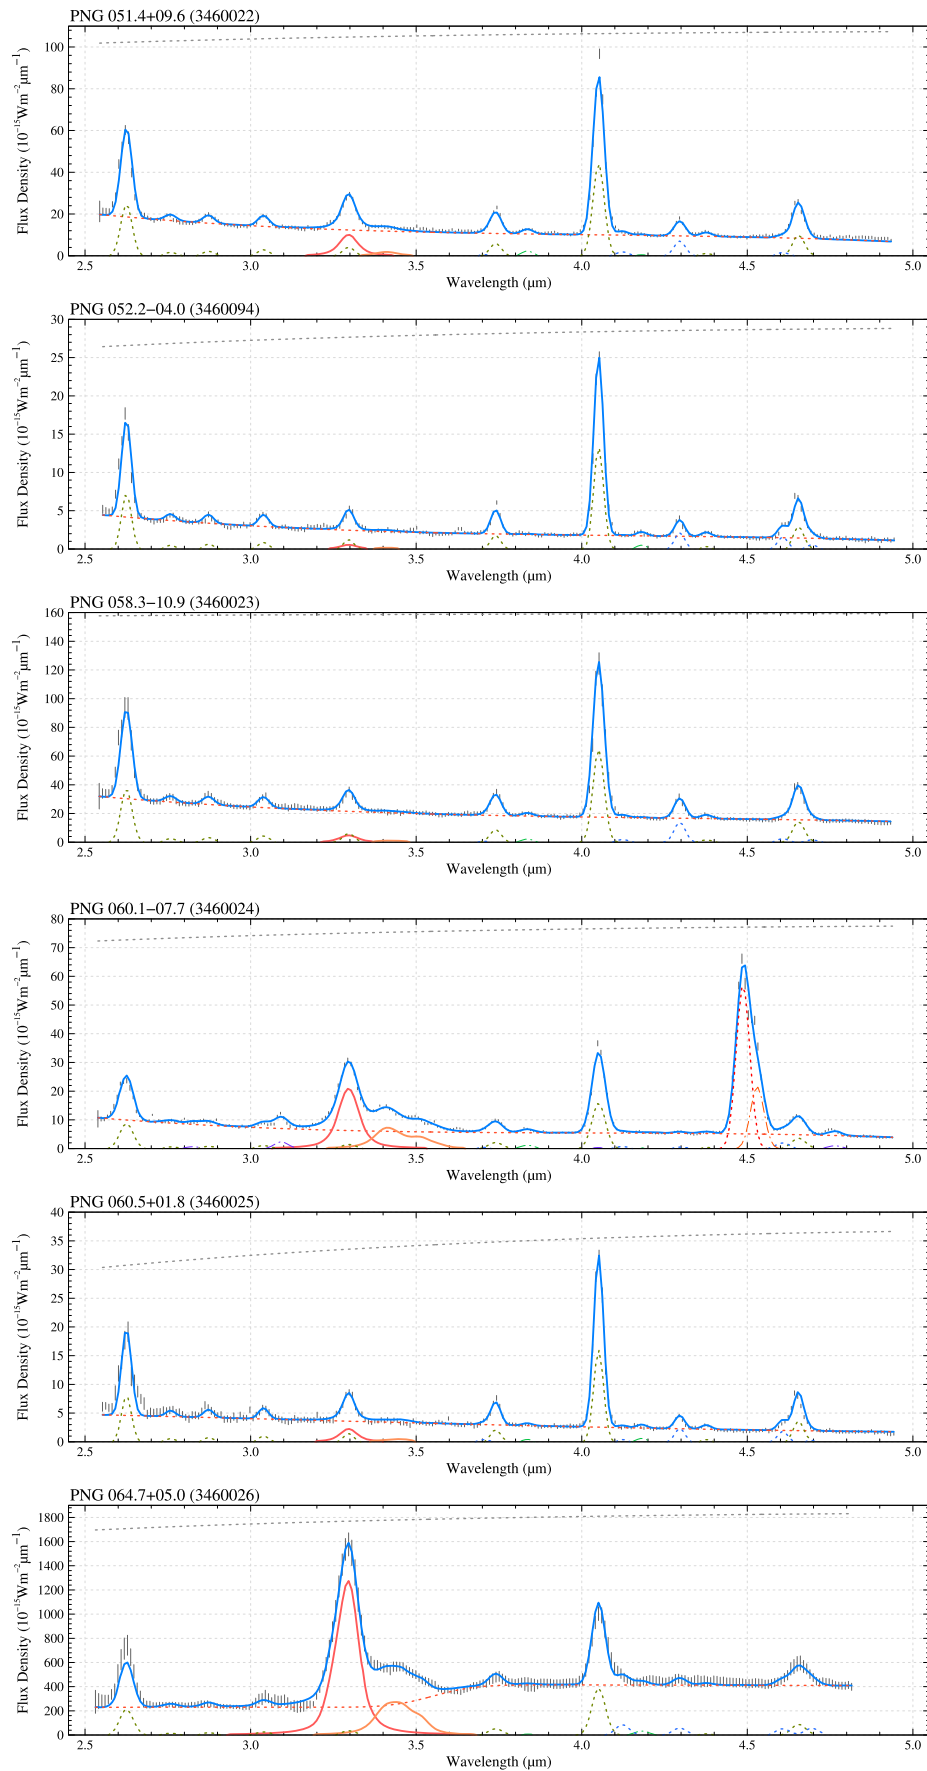 PNG 051.4+09.6 (3460022)
100
80
60
40
20
0
Flux Density (10⁻¹⁵Wm⁻²µm⁻¹)
2.5 3.0 3.5 4.0 4.5 5.0
Wavelength (µm)
PNG 052.2−04.0 (3460094)
30
25
20
15
10
5
0
Flux Density (10⁻¹⁵Wm⁻²µm⁻¹)
2.5 3.0 3.5 4.0 4.5 5.0
Wavelength (µm)
PNG 058.3−10.9 (3460023)
160
140
120
100
80
60
40
20
0
Flux Density (10⁻¹⁵Wm⁻²µm⁻¹)
2.5 3.0 3.5 4.0 4.5 5.0
Wavelength (µm)
PNG 060.1−07.7 (3460024)
80
70
60
50
40
30
20
10
0
Flux Density (10⁻¹⁵Wm⁻²µm⁻¹)
2.5 3.0 3.5 4.0 4.5 5.0
Wavelength (µm)
PNG 060.5+01.8 (3460025)
40
35
30
25
20
15
10
5
0
Flux Density (10⁻¹⁵Wm⁻²µm⁻¹)
2.5 3.0 3.5 4.0 4.5 5.0
Wavelength (µm)
PNG 064.7+05.0 (3460026)
1800
1600
1400
1200
1000
800
600
400
200
0
Flux Density (10⁻¹⁵Wm⁻²µm⁻¹)
2.5 3.0 3.5 4.0 4.5 5.0
Wavelength (µm)